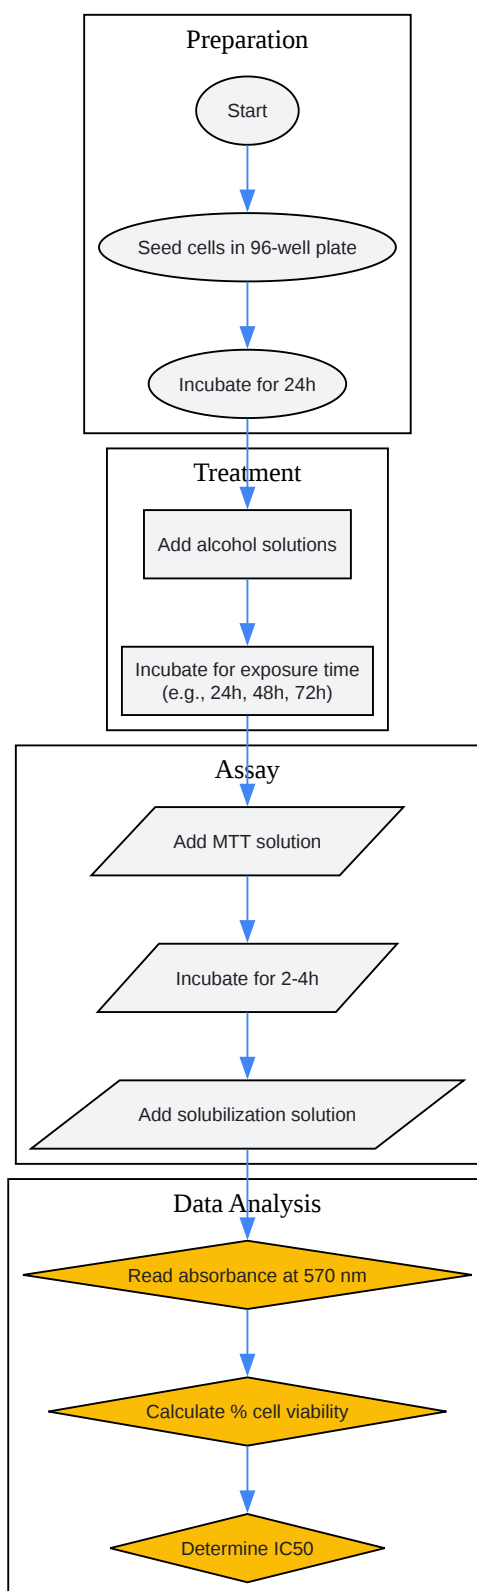 Preparation
Start
Seed cells in 96-well plate
Incubate for 24h
Treatment
Add alcohol solutions
Incubate for exposure time
(e.g., 24h, 48h, 72h)
Assay
Add MTT solution
Incubate for 2-4h
Add solubilization solution
Data Analysis
Read absorbance at 570 nm
Calculate % cell viability
Determine IC50